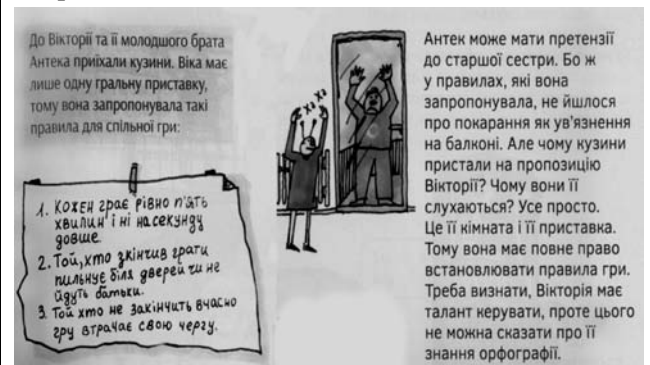 До Вікторії та її молодшого брата
Антека приїхали кузини. Віка має
лише одну гральну приставку,
тому вона запропонувала такі
правила для спільної гри:
1. Кожен грає рівно п'ять
хвилин і ні на секунду
довше.
2. Той, хто зкінчив грати
пильнує біля дверей чи не
йдуть батьки.
3. Той хто не закінчить вчасно
гру втрачає свою чергу.
Ха Ха
Антек може мати претензії
до старшої сестри. Бо ж
у правилах, які вона
запропонувала, не йшлося
про покарання як ув'язнення
на балконі. Але чому кузини
пристали на пропозицію
Вікторії? Чому вони її
слухаються? Усе просто.
Це її кімната і її приставка.
Тому вона має повне право
встановлювати правила гри.
Треба визнати, Вікторія має
талант керувати, проте цього
не можна сказати про її
знання орфографії.